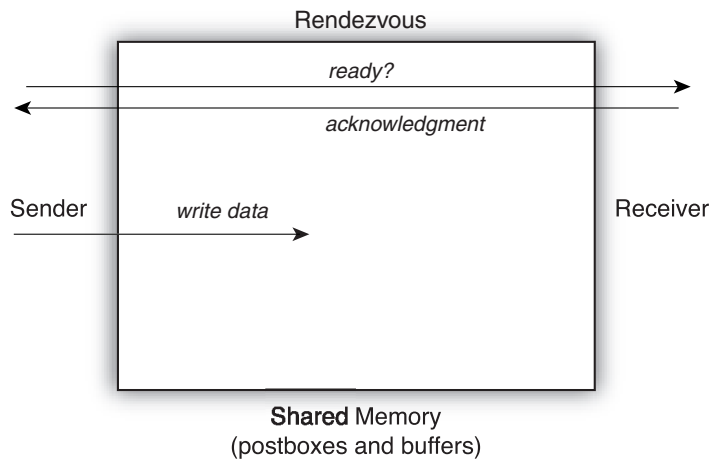 Rendezvous
ready?
acknowledgment
Sender
write data
Receiver
Shared Memory
(postboxes and buffers)